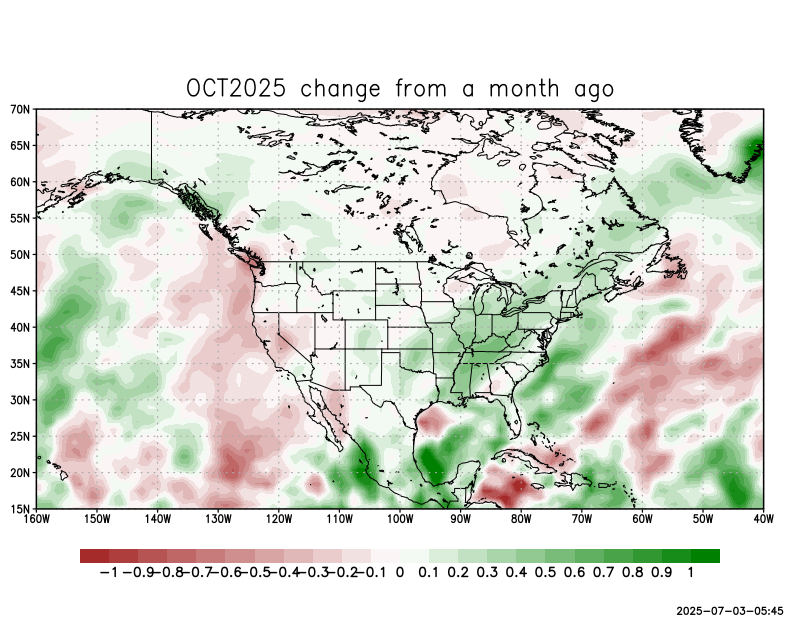 OCT2025 change from a month ago
70N
65N
60N
55N
50N
45N
40N
35N
30N
25N
20N
15N
160W 150W 140W 130W 120W 110W 100W 90W 80W 70W 60W 50W 40W
-1 -0.9 -0.8 -0.7 -0.6 -0.5 -0.4 -0.3 -0.2 -0.1 0 0.1 0.2 0.3 0.4 0.5 0.6 0.7 0.8 0.9 1
2025-07-03-05:45